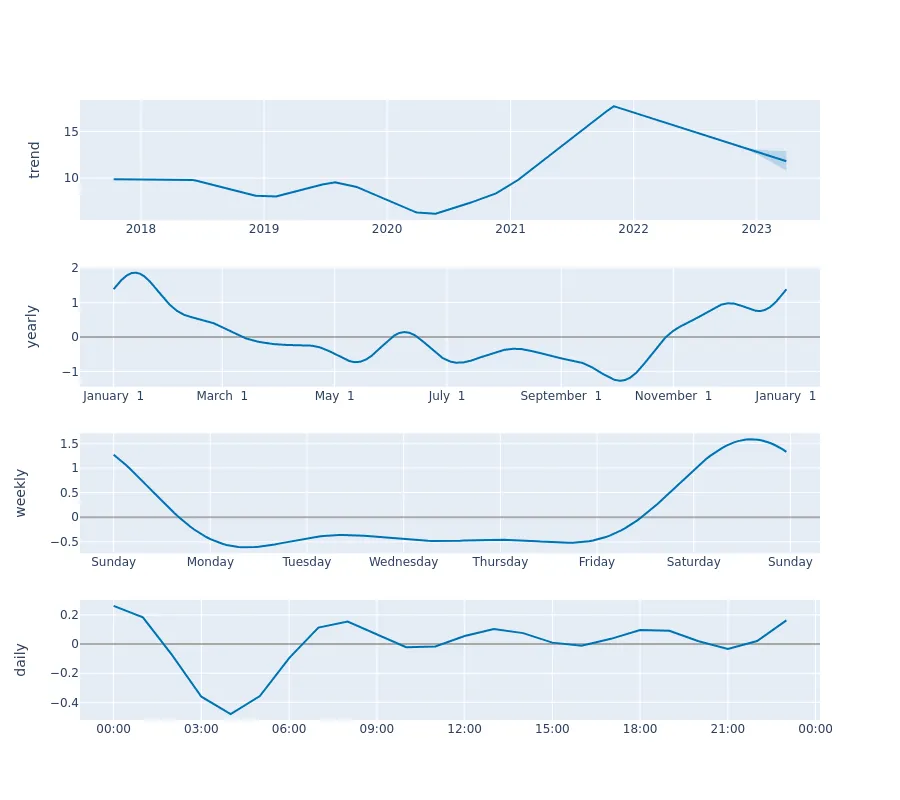 trend
15
10
2018 2019 2020 2021 2022 2023
yearly
2
1
0
−1
January 1 March 1 May 1 July 1 September 1 November 1 January 1
weekly
1.5
1
0.5
0
−0.5
Sunday Monday Tuesday Wednesday Thursday Friday Saturday Sunday
daily
0.2
0
−0.2
−0.4
00:00 03:00 06:00 09:00 12:00 15:00 18:00 21:00 00:00